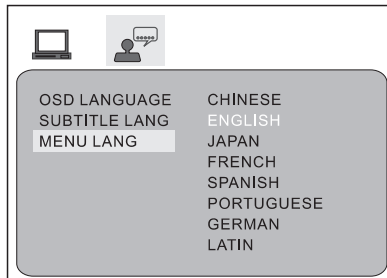 OSD LANGUAGE
SUBTITLE LANG
MENU LANG
CHINESE
ENGLISH
JAPAN
FRENCH
SPANISH
PORTUGUESE
GERMAN
LATIN